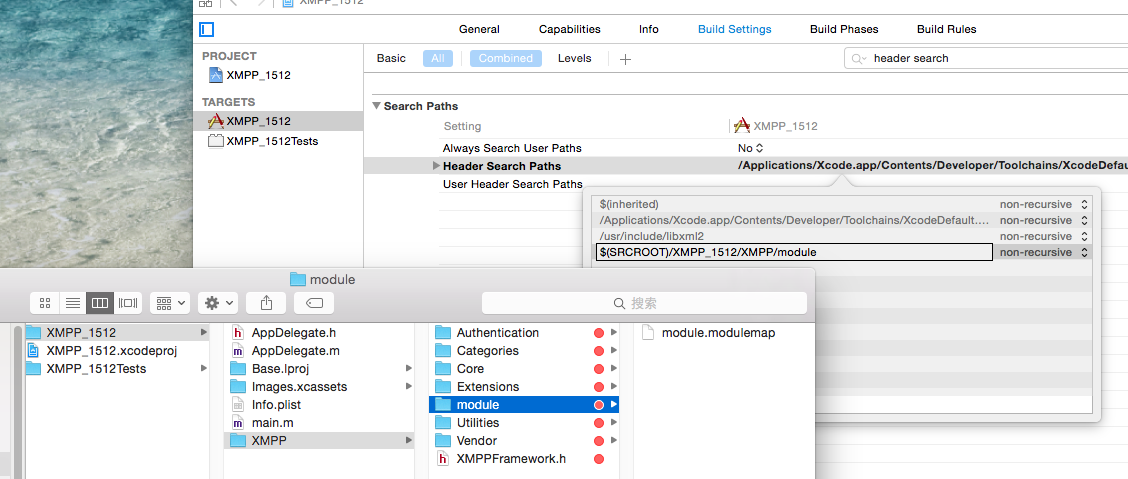 XMPP_1512
General Capabilities Info Build Settings Build Phases Build Rules
PROJECT
XMPP_1512
TARGETS
XMPP_1512
XMPP_1512Tests
Basic All Combined Levels + header search
Search Paths
Setting XMPP_1512
Always Search User Paths No
Header Search Paths /Applications/Xcode.app/Contents/Developer/Toolchains/XcodeDefau
User Header Search Paths
$(inherited) non-recursive
/Applications/Xcode.app/Contents/Developer/Toolchains/XcodeDefault.... non-recursive
/usr/include/libxml2 non-recursive
$(SRCROOT)/XMPP_1512/XMPP/module non-recursive
module
搜索
XMPP_1512
XMPP_1512.xcodeproj
XMPP_1512Tests
AppDelegate.h
AppDelegate.m
Base.lproj
Images.xcassets
Info.plist
main.m
XMPP
Authentication
Categories
Core
Extensions
module
Utilities
Vendor
XMPPFramework.h
module.modulemap